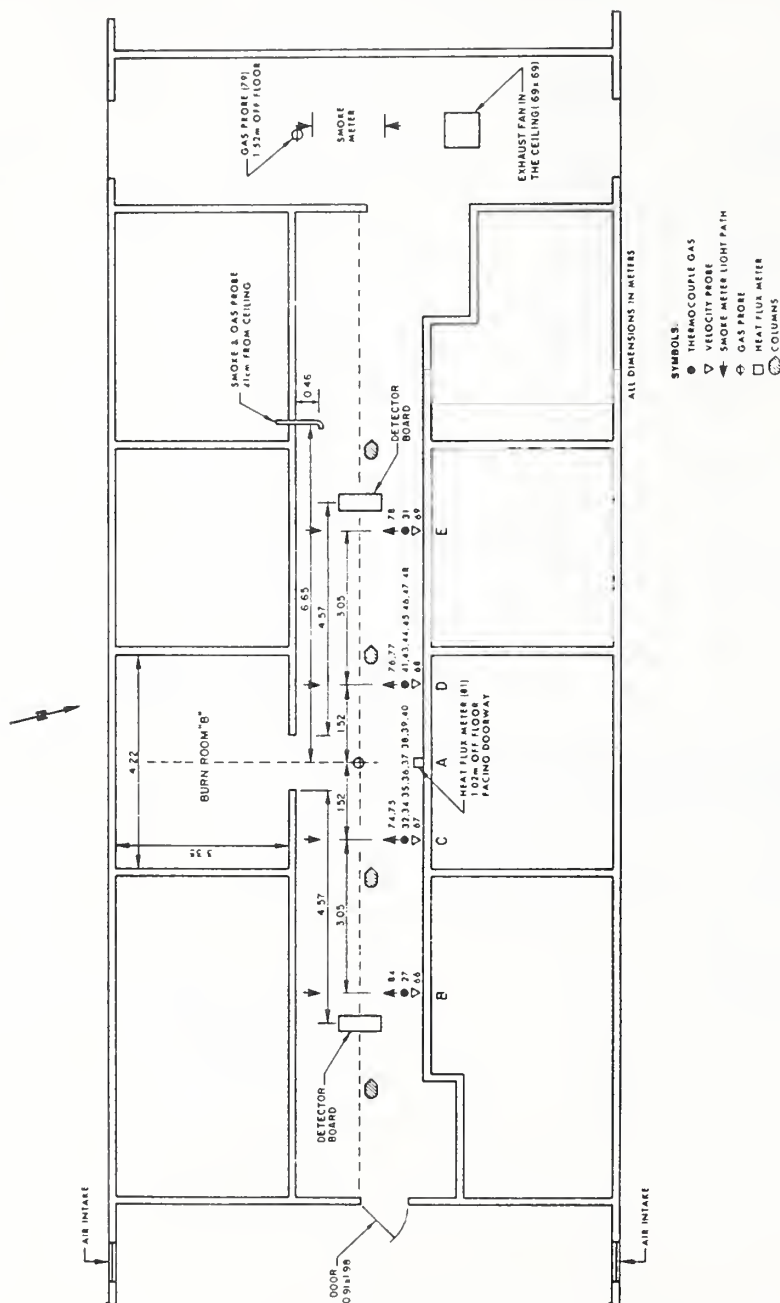 GAS PROBE (79)
1.52m OFF FLOOR
SMOKE
METER
EXHAUST FAN IN
THE CEILING (.69x.69)
SMOKE & GAS PROBE
21cm FROM CEILING
0.46
DETECTOR
BOARD
ALL DIMENSIONS IN METERS
SYMBOLS:
THERMOCOUPLE GAS
VELOCITY PROBE
SMOKE METER LIGHT PATH
GAS PROBE
HEAT FLUX METER
COLUMNS
6.65
4.57
3.05
78
31
69
E
4.22
BURN ROOM "B"
1.52
76,77
41,43,44,45,46,47,48
68
D
HEAT FLUX METER (81)
1.02m OFF FLOOR
FACING DOORWAY
A
1.52
74,75
32,34,35,36,37,38,39,40
67
C
4.57
3.05
84
27
66
B
DETECTOR
BOARD
AIR INTAKE
DOOR
0.91x1.98
AIR INTAKE